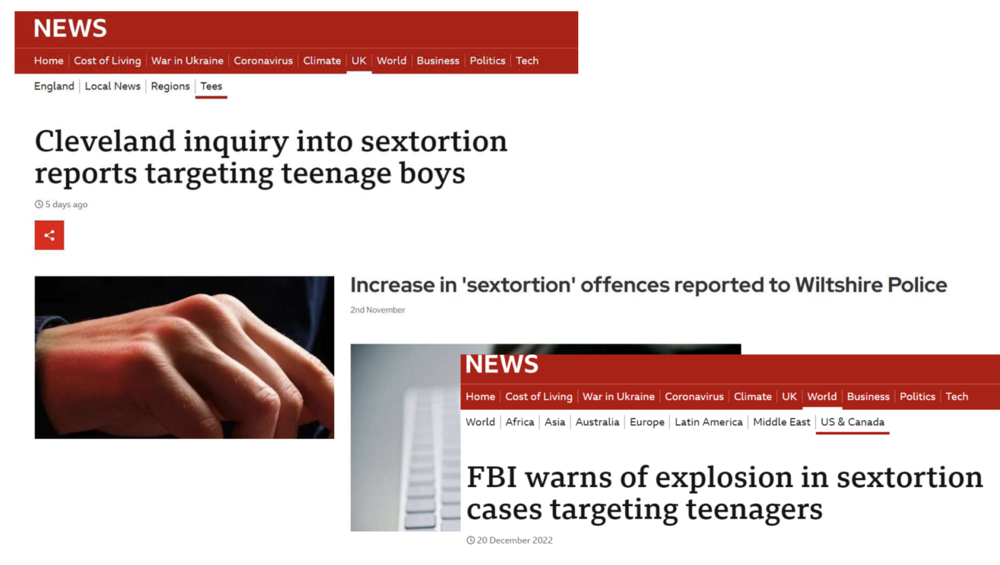 NEWS
Home Cost of Living War in Ukraine Coronavirus Climate UK World Business Politics Tech
England Local News Regions Tees
Cleveland inquiry into sextortion
reports targeting teenage boys
5 days ago
Increase in 'sextortion' offences reported to Wiltshire Police
2nd November
NEWS
Home Cost of Living War in Ukraine Coronavirus Climate UK World Business Politics Tech
World Africa Asia Australia Europe Latin America Middle East US & Canada
FBI warns of explosion in sextortion
cases targeting teenagers
20 December 2022